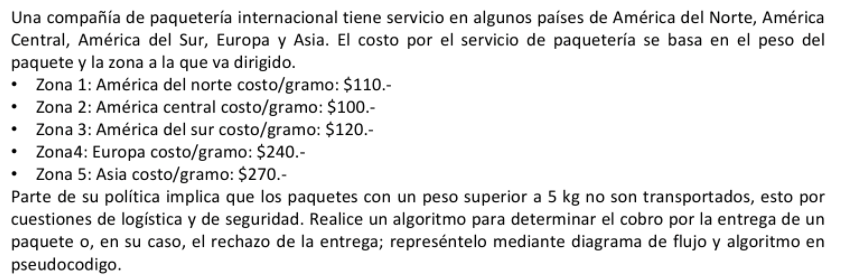 Una compañía de paquetería internacional tiene servicio en algunos países de América del Norte, América
Central, América del Sur, Europa y Asia. El costo por el servicio de paquetería se basa en el peso del
paquete y la zona a la que va dirigido.
• Zona 1: América del norte costo/gramo: $110.-
• Zona 2: América central costo/gramo: $100.-
• Zona 3: América del sur costo/gramo: $120.-
• Zona4: Europa costo/gramo: $240.-
• Zona 5: Asia costo/gramo: $270.-
Parte de su política implica que los paquetes con un peso superior a 5 kg no son transportados, esto por
cuestiones de logística y de seguridad. Realice un algoritmo para determinar el cobro por la entrega de un
paquete o, en su caso, el rechazo de la entrega; represéntelo mediante diagrama de flujo y algoritmo en
pseudocodigo.